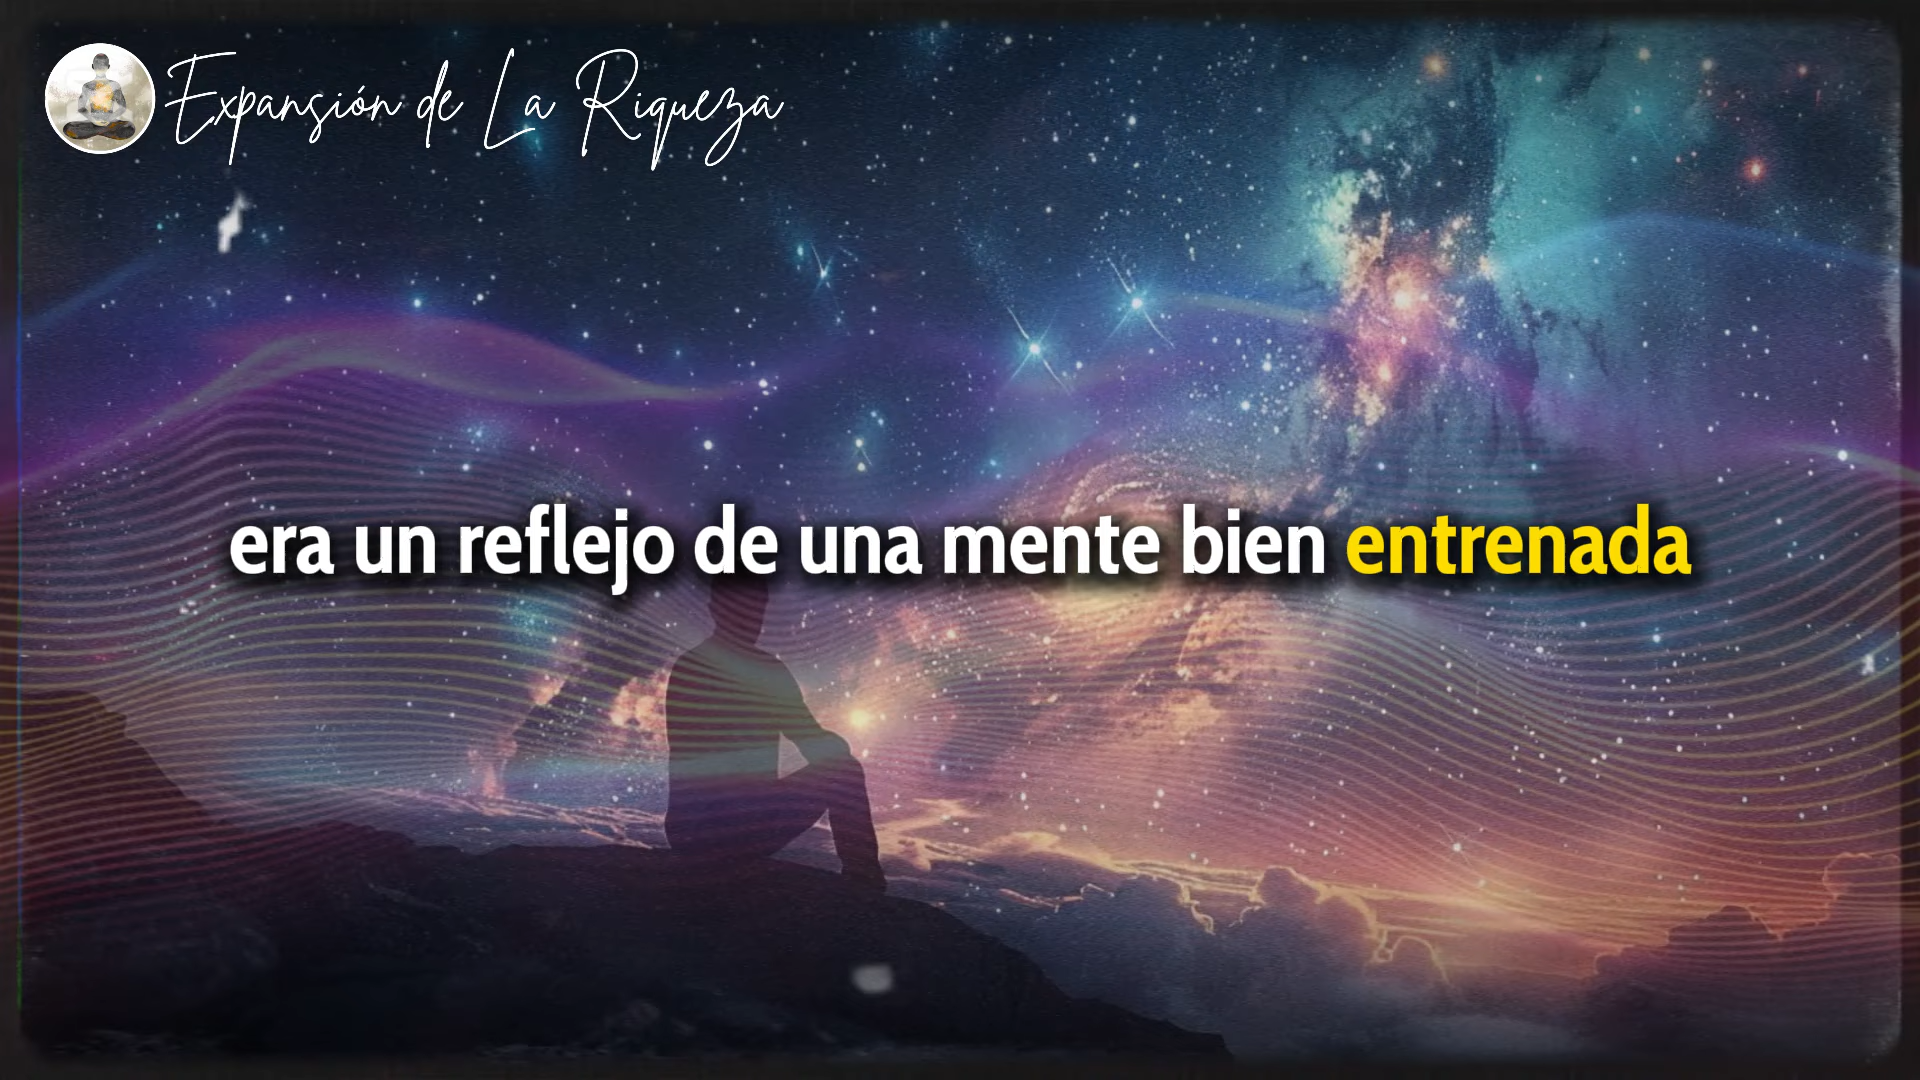 Expansión de La Riqueza
era un reflejo de una mente bien entrenada